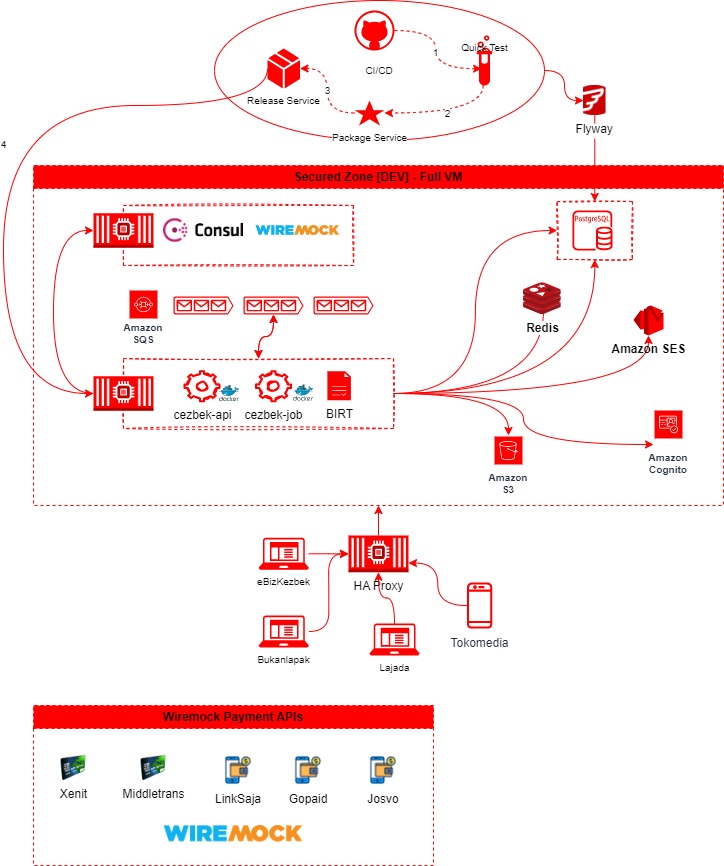 1
Quick Test
CI/CD
3
Release Service
2
Package Service
Flyway
4
Secured Zone [DEV] - Full VM
Consul
WIREMOCK
PostgreSQL
Amazon
SQS
Redis
Amazon SES
docker
docker
cezbek-api
cezbek-job
BIRT
Amazon
S3
Amazon
Cognito
HA Proxy
eBizKezbek
Bukanlapak
Lajada
Tokomedia
Wiremock Payment APIs
Xenit
Middletrans
LinkSaja
Gopaid
Josvo
WIREMOCK